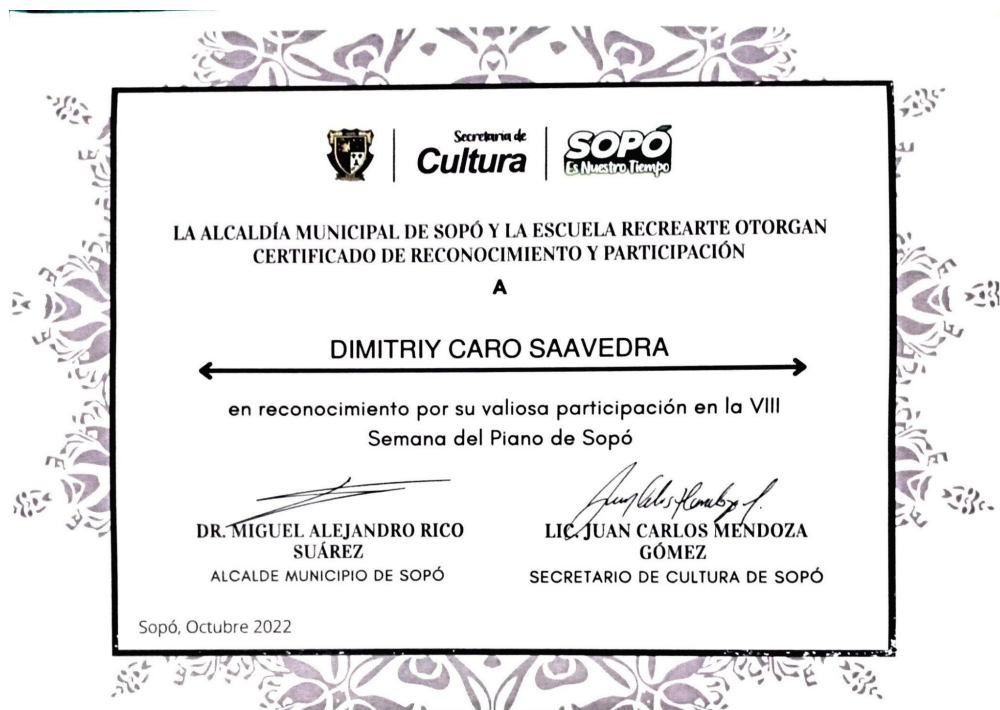 Secretaria de
Cultura
SOPÓ
Es Nuestro Tiempo
LA ALCALDÍA MUNICIPAL DE SOPÓ Y LA ESCUELA RECREARTE OTORGAN
CERTIFICADO DE RECONOCIMIENTO Y PARTICIPACIÓN
A
DIMITRIY CARO SAAVEDRA
en reconocimiento por su valiosa participación en la VIII
Semana del Piano de Sopó
DR. MIGUEL ALEJANDRO RICO
SUÁREZ
ALCALDE MUNICIPIO DE SOPÓ
LIC. JUAN CARLOS MENDOZA
GÓMEZ
SECRETARIO DE CULTURA DE SOPÓ
Sopó, Octubre 2022